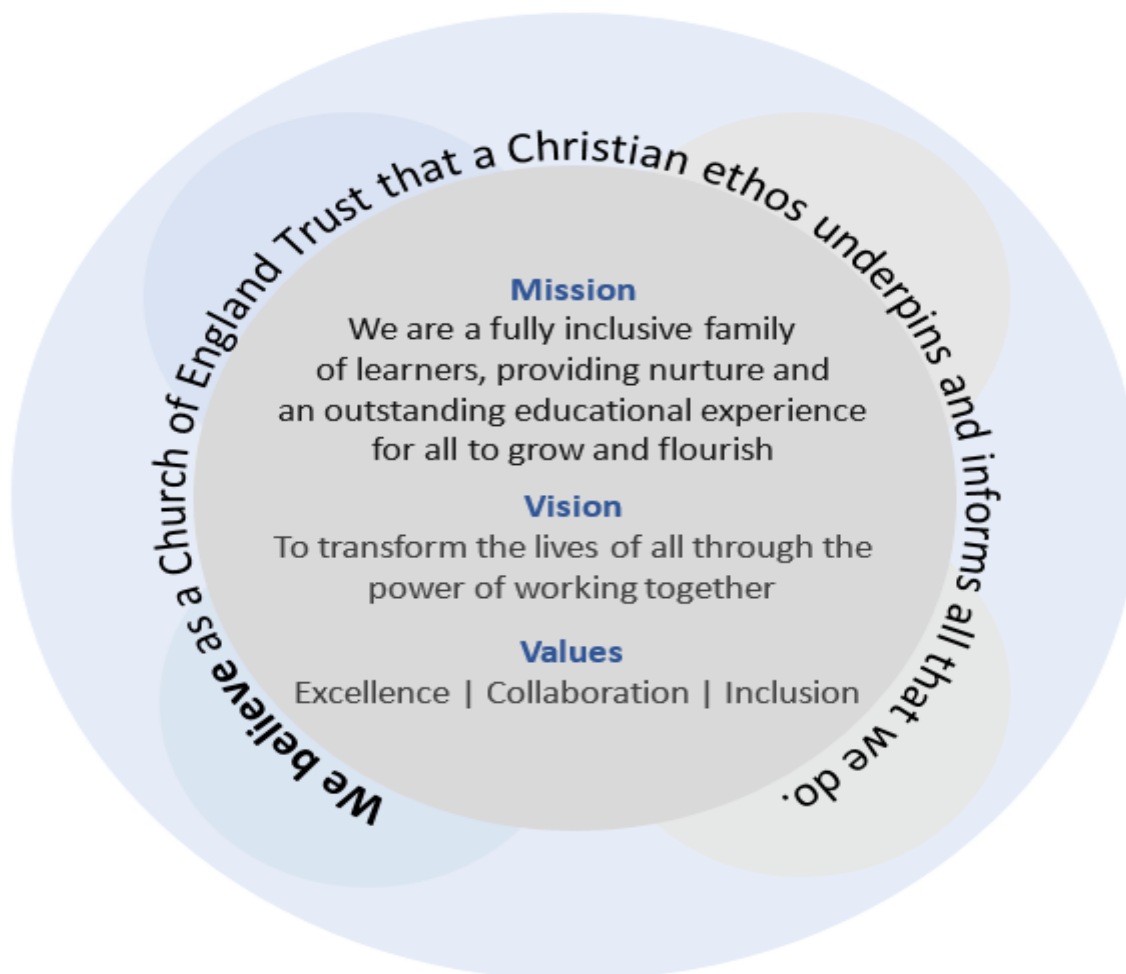 We believe as a Church of England Trust that a Christian ethos underpins and informs all that we do.
Mission
We are a fully inclusive family
of learners, providing nurture and
an outstanding educational experience
for all to grow and flourish
Vision
To transform the lives of all through the
power of working together
Values
Excellence | Collaboration | Inclusion